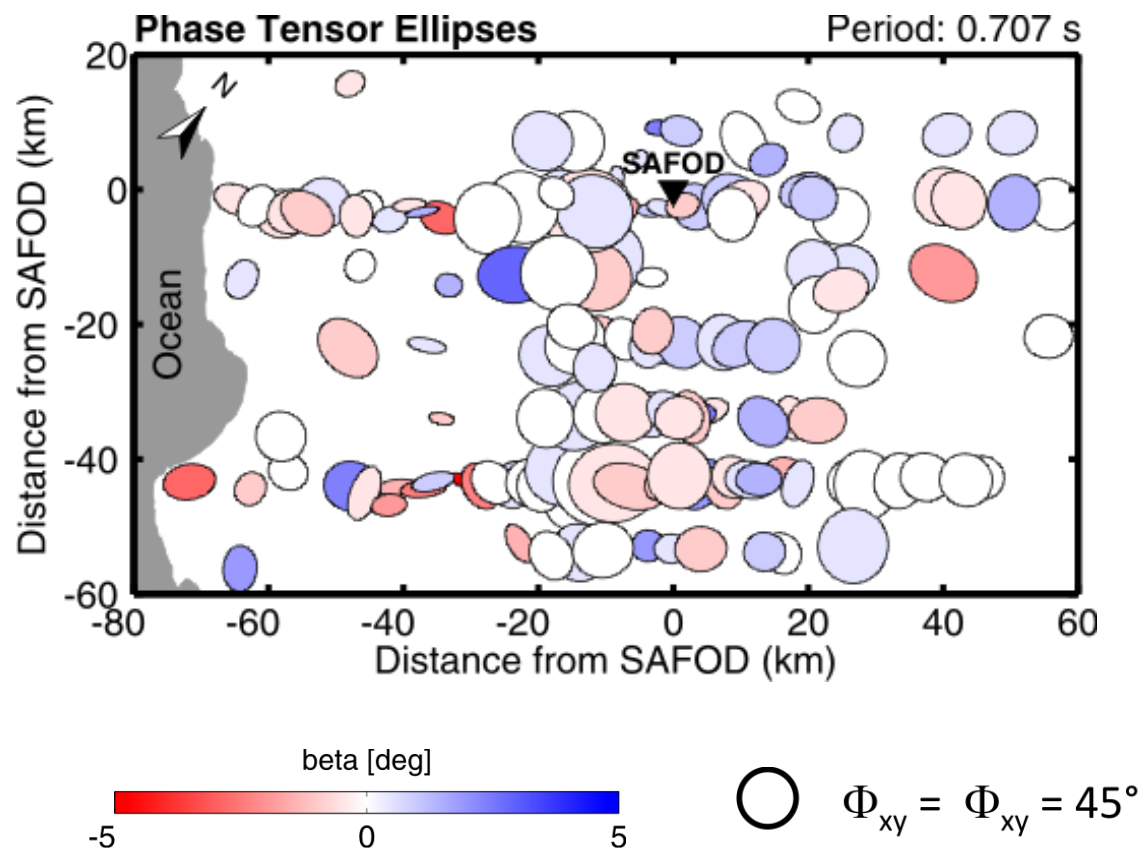 Phase Tensor Ellipses Period: 0.707 s
20
N
SAFOD
0
Distance from SAFOD (km)
Ocean
-20
-40
-60
-80 -60 -40 -20 0 20 40 60
Distance from SAFOD (km)
beta [deg]
-5 0 5
Φxy = Φxy = 45°